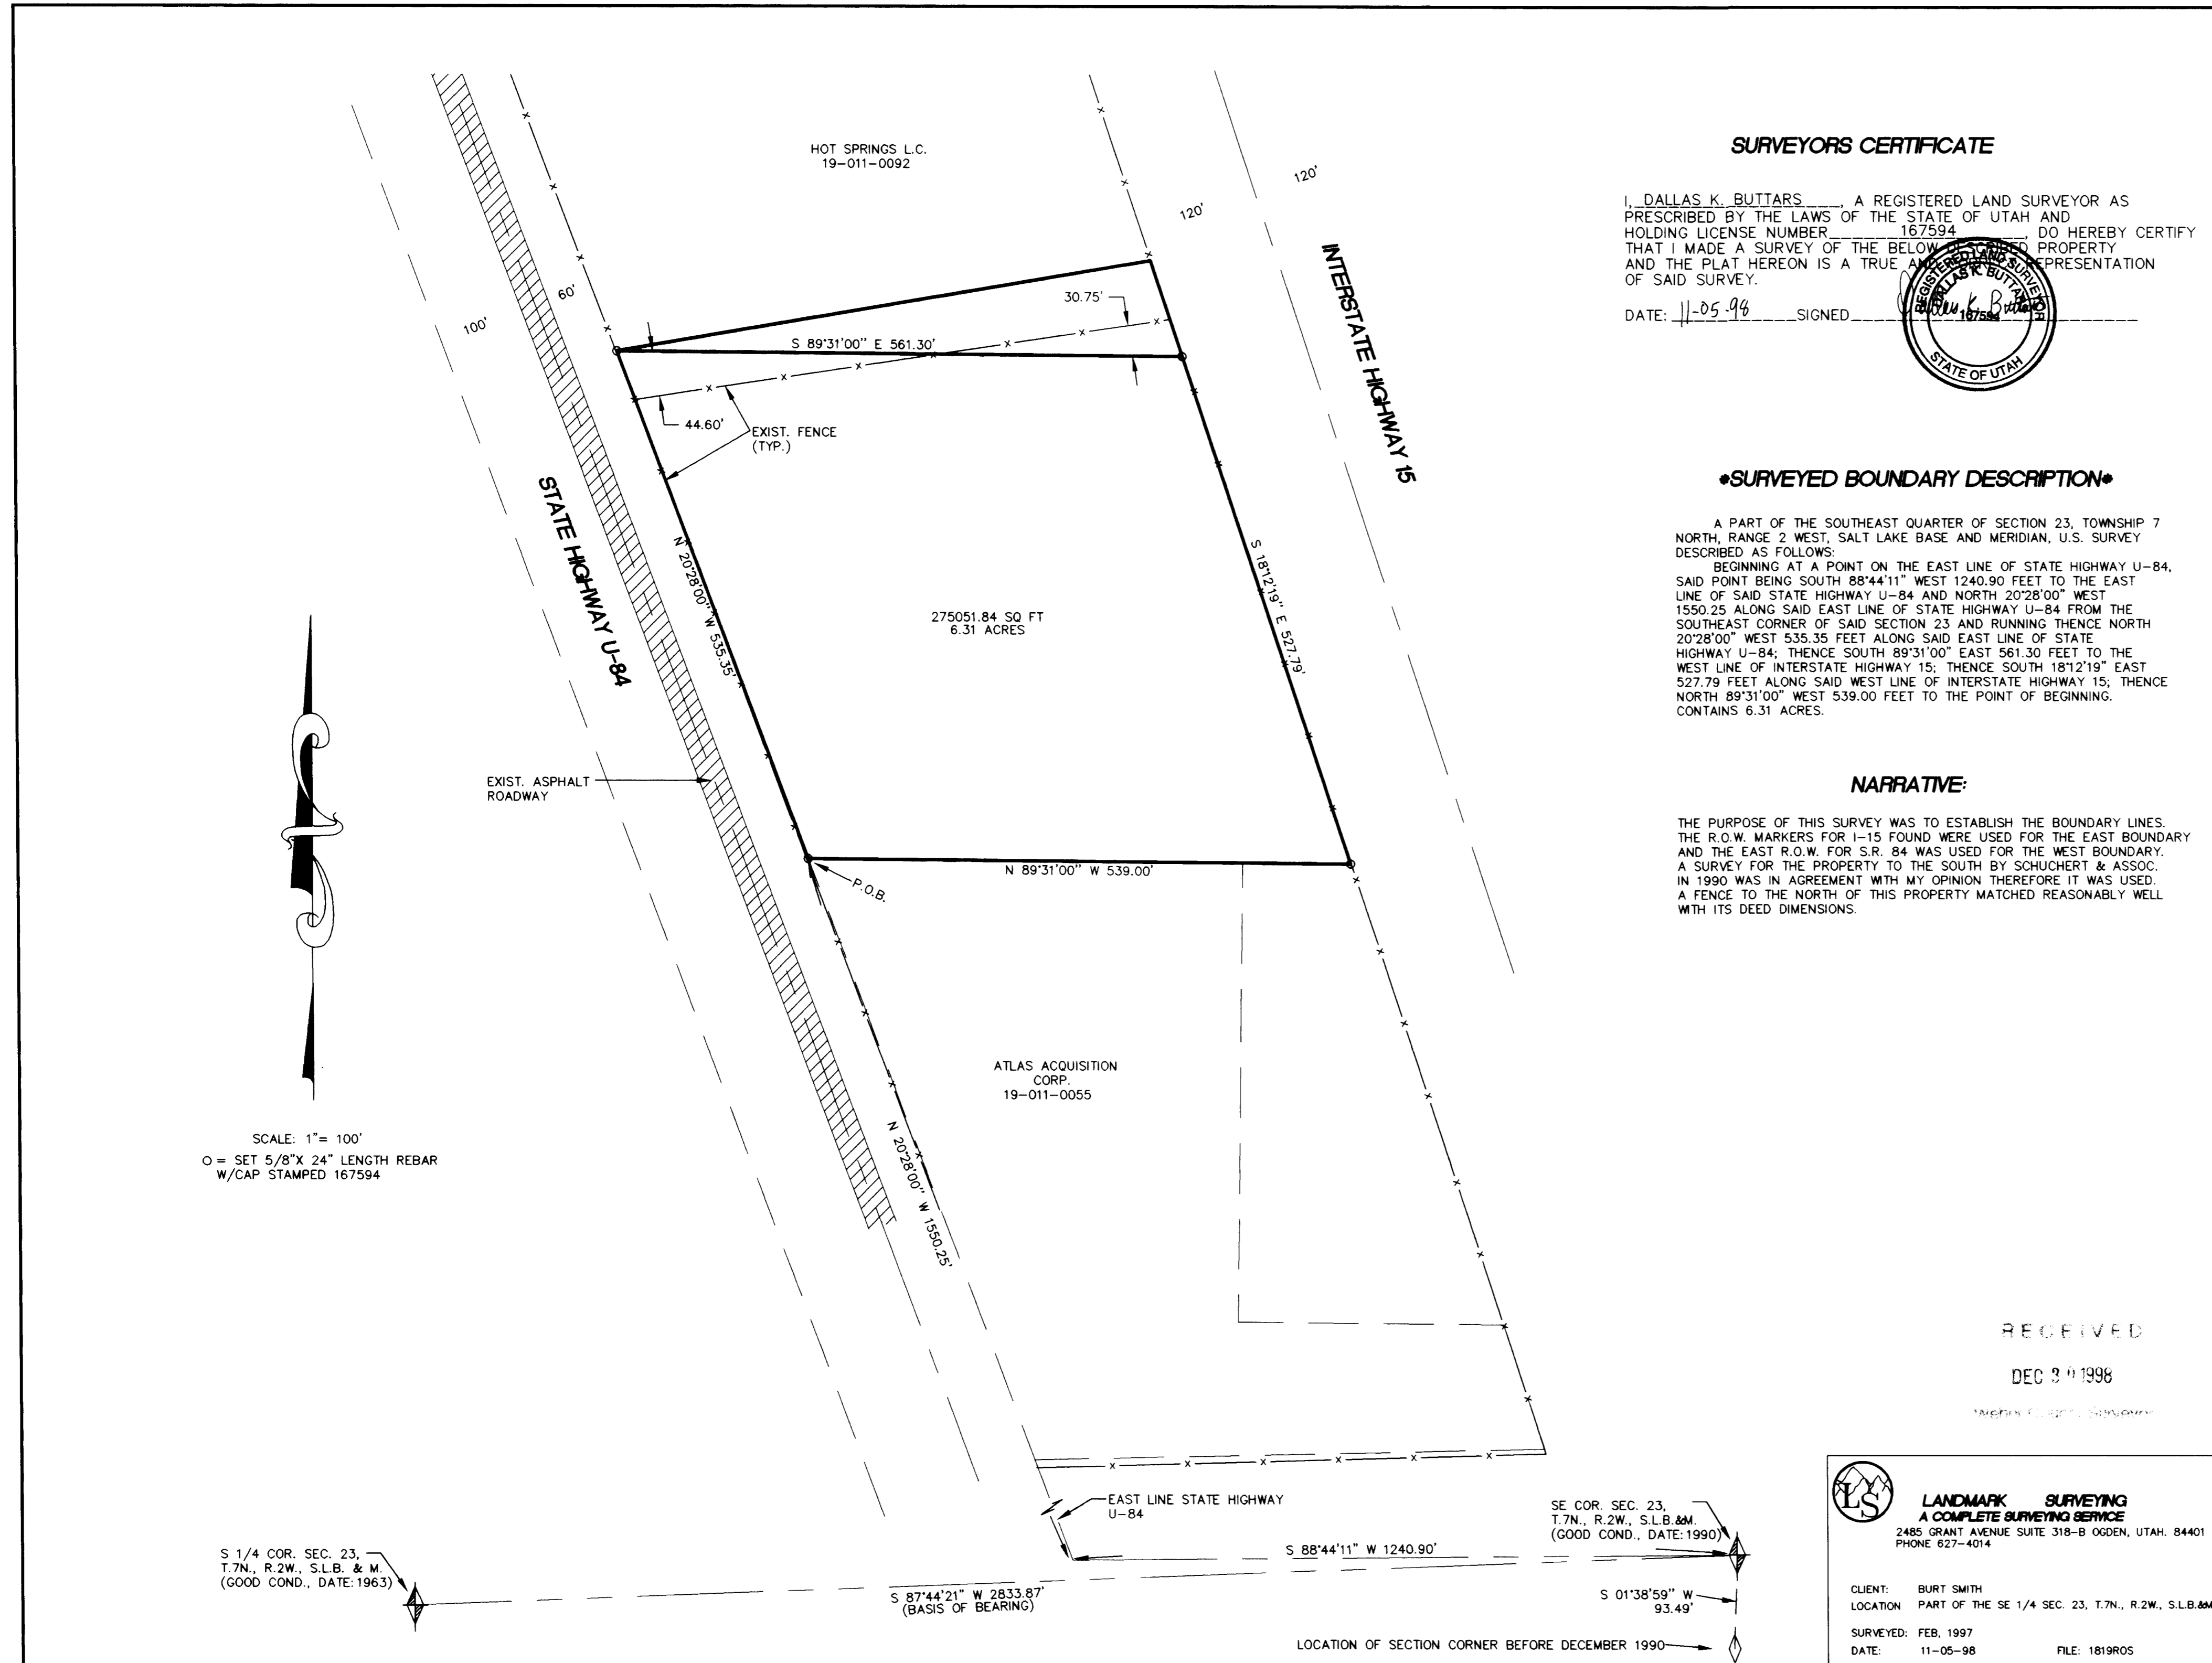 HOT SPRINGS L.C.
19-011-0092
120'
120'
60'
100'
INTERSTATE HIGHWAY 15
30.75'
S 89°31'00" E 561.30'
44.60'
EXIST. FENCE
(TYP.)
STATE HIGHWAY U-84
N 20°28'00" W 535.35'
S 18°12'19" E 527.79'
275051.84 SQ FT
6.31 ACRES
EXIST. ASPHALT
ROADWAY
N 89°31'00" W 539.00'
P.O.B.
ATLAS ACQUISITION
CORP.
19-011-0055
N 20°28'00" W 1550.25'
SCALE: 1"= 100'
O = SET 5/8"X 24" LENGTH REBAR
W/CAP STAMPED 167594
EAST LINE STATE HIGHWAY
U-84
SE COR. SEC. 23,
T.7N., R.2W., S.L.B.&M.
(GOOD COND., DATE: 1990)
S 88°44'11" W 1240.90'
S 1/4 COR. SEC. 23,
T.7N., R.2W., S.L.B. & M.
(GOOD COND., DATE: 1963)
S 87°44'21" W 2833.87'
(BASIS OF BEARING)
S 01°38'59" W
93.49'
LOCATION OF SECTION CORNER BEFORE DECEMBER 1990
SURVEYORS CERTIFICATE
I, DALLAS K. BUTTARS, A REGISTERED LAND SURVEYOR AS
PRESCRIBED BY THE LAWS OF THE STATE OF UTAH AND
HOLDING LICENSE NUMBER 167594, DO HEREBY CERTIFY
THAT I MADE A SURVEY OF THE BELOW DESCRIBED PROPERTY
AND THE PLAT HEREON IS A TRUE AND REPRESENTATION
OF SAID SURVEY.
DATE: 11-05-98 SIGNED Dallas K. Buttars
REGISTERED LAND SURVEYOR
DALLAS K. BUTTARS
167594
STATE OF UTAH
*SURVEYED BOUNDARY DESCRIPTION*
A PART OF THE SOUTHEAST QUARTER OF SECTION 23, TOWNSHIP 7
NORTH, RANGE 2 WEST, SALT LAKE BASE AND MERIDIAN, U.S. SURVEY
DESCRIBED AS FOLLOWS:
BEGINNING AT A POINT ON THE EAST LINE OF STATE HIGHWAY U-84,
SAID POINT BEING SOUTH 88°44'11" WEST 1240.90 FEET TO THE EAST
LINE OF SAID STATE HIGHWAY U-84 AND NORTH 20°28'00" WEST
1550.25 ALONG SAID EAST LINE OF STATE HIGHWAY U-84 FROM THE
SOUTHEAST CORNER OF SAID SECTION 23 AND RUNNING THENCE NORTH
20°28'00" WEST 535.35 FEET ALONG SAID EAST LINE OF STATE
HIGHWAY U-84; THENCE SOUTH 89°31'00" EAST 561.30 FEET TO THE
WEST LINE OF INTERSTATE HIGHWAY 15; THENCE SOUTH 18°12'19" EAST
527.79 FEET ALONG SAID WEST LINE OF INTERSTATE HIGHWAY 15; THENCE
NORTH 89°31'00" WEST 539.00 FEET TO THE POINT OF BEGINNING.
CONTAINS 6.31 ACRES.
NARRATIVE:
THE PURPOSE OF THIS SURVEY WAS TO ESTABLISH THE BOUNDARY LINES.
THE R.O.W. MARKERS FOR I-15 FOUND WERE USED FOR THE EAST BOUNDARY
AND THE EAST R.O.W. FOR S.R. 84 WAS USED FOR THE WEST BOUNDARY.
A SURVEY FOR THE PROPERTY TO THE SOUTH BY SCHUCHERT & ASSOC.
IN 1990 WAS IN AGREEMENT WITH MY OPINION THEREFORE IT WAS USED.
A FENCE TO THE NORTH OF THIS PROPERTY MATCHED REASONABLY WELL
WITH ITS DEED DIMENSIONS.
RECEIVED
DEC 30 1998
Weber County Surveyor
LS
LANDMARK SURVEYING
A COMPLETE SURVEYING SERVICE
2485 GRANT AVENUE SUITE 318-B OGDEN, UTAH. 84401
PHONE 627-4014
CLIENT: BURT SMITH
LOCATION PART OF THE SE 1/4 SEC. 23, T.7N., R.2W., S.L.B.&M
SURVEYED: FEB, 1997
DATE: 11-05-98 FILE: 1819ROS